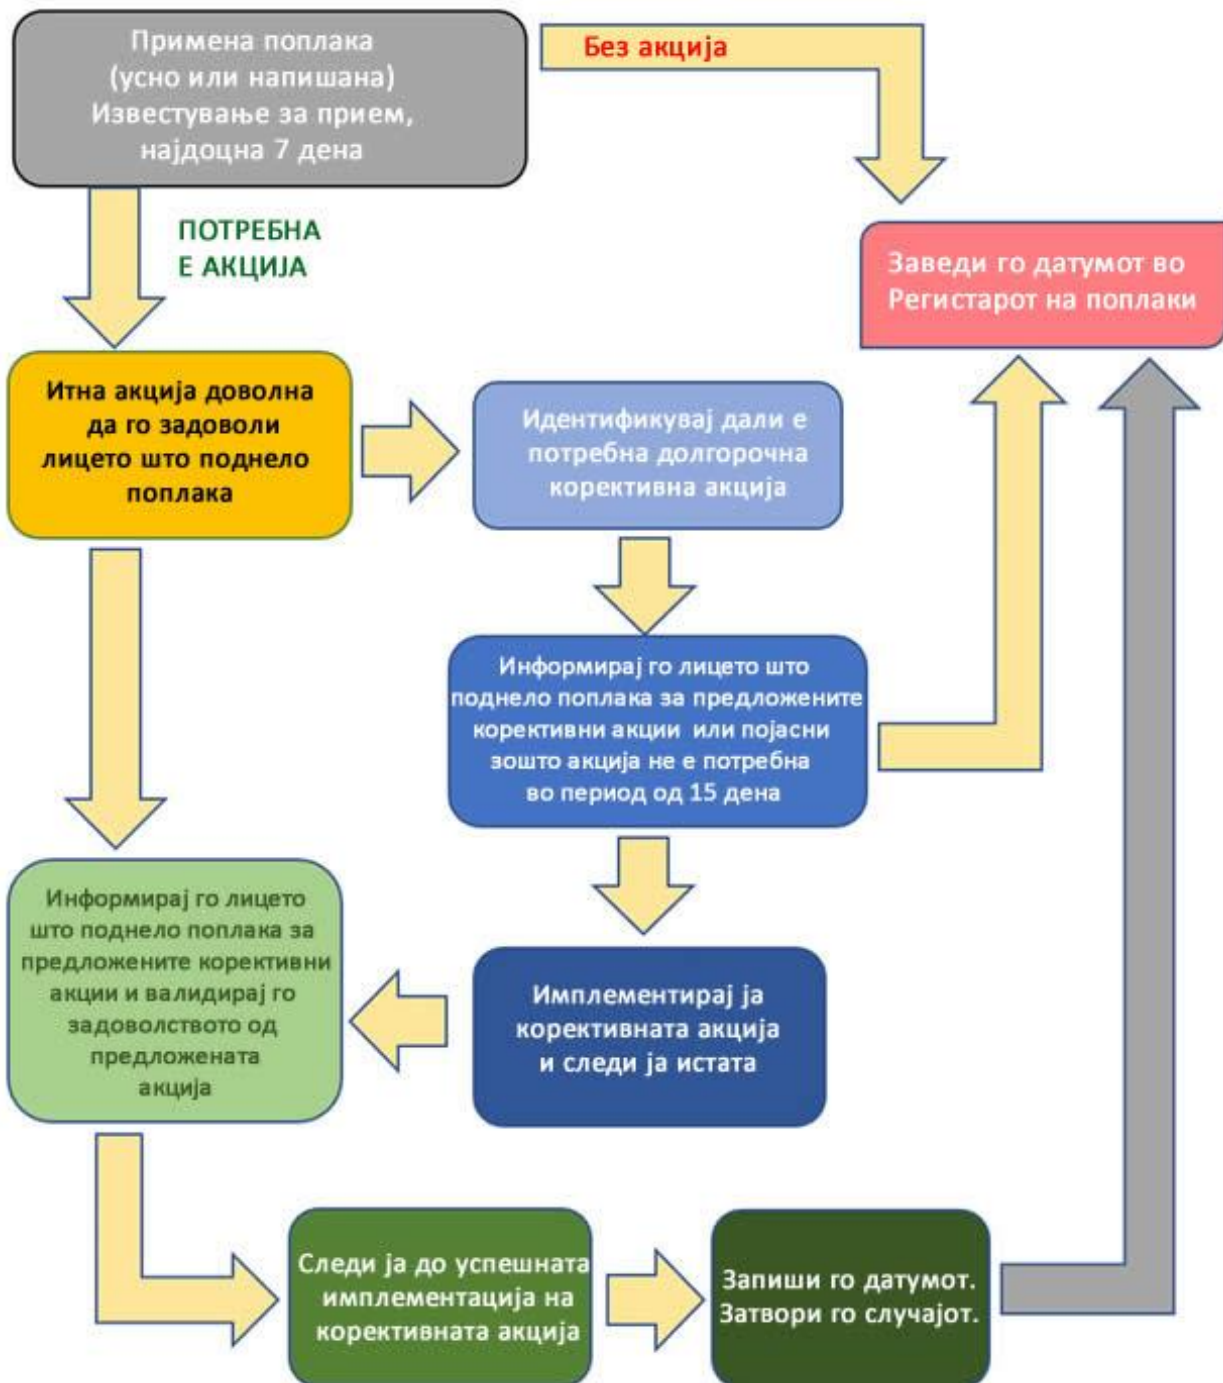 Примена поплака
(усно или напишана)
Известување за прием,
најдоцна 7 дена
Без акција
ПОТРЕБНА
Е АКЦИЈА
Заведи го датумот во
Регистарот на поплаки
Итна акција доволна
да го задоволи
лицето што поднело
поплака
Идентификувај дали е
потребна долгорочна
корективна акција
Информирај го лицето што
поднело поплака за предложените
корективни акции или појасни
зошто акција не е потребна
во период од 15 дена
Информирај го лицето
што поднело поплака за
предложените корективни
акции и валидирај го
задоволството од
предложената
акција
Имплементирај ја
корективната акција
и следи ја истата
Следи ја до успешната
имплементација на
корективната акција
Запиши го датумот.
Затвори го случајот.